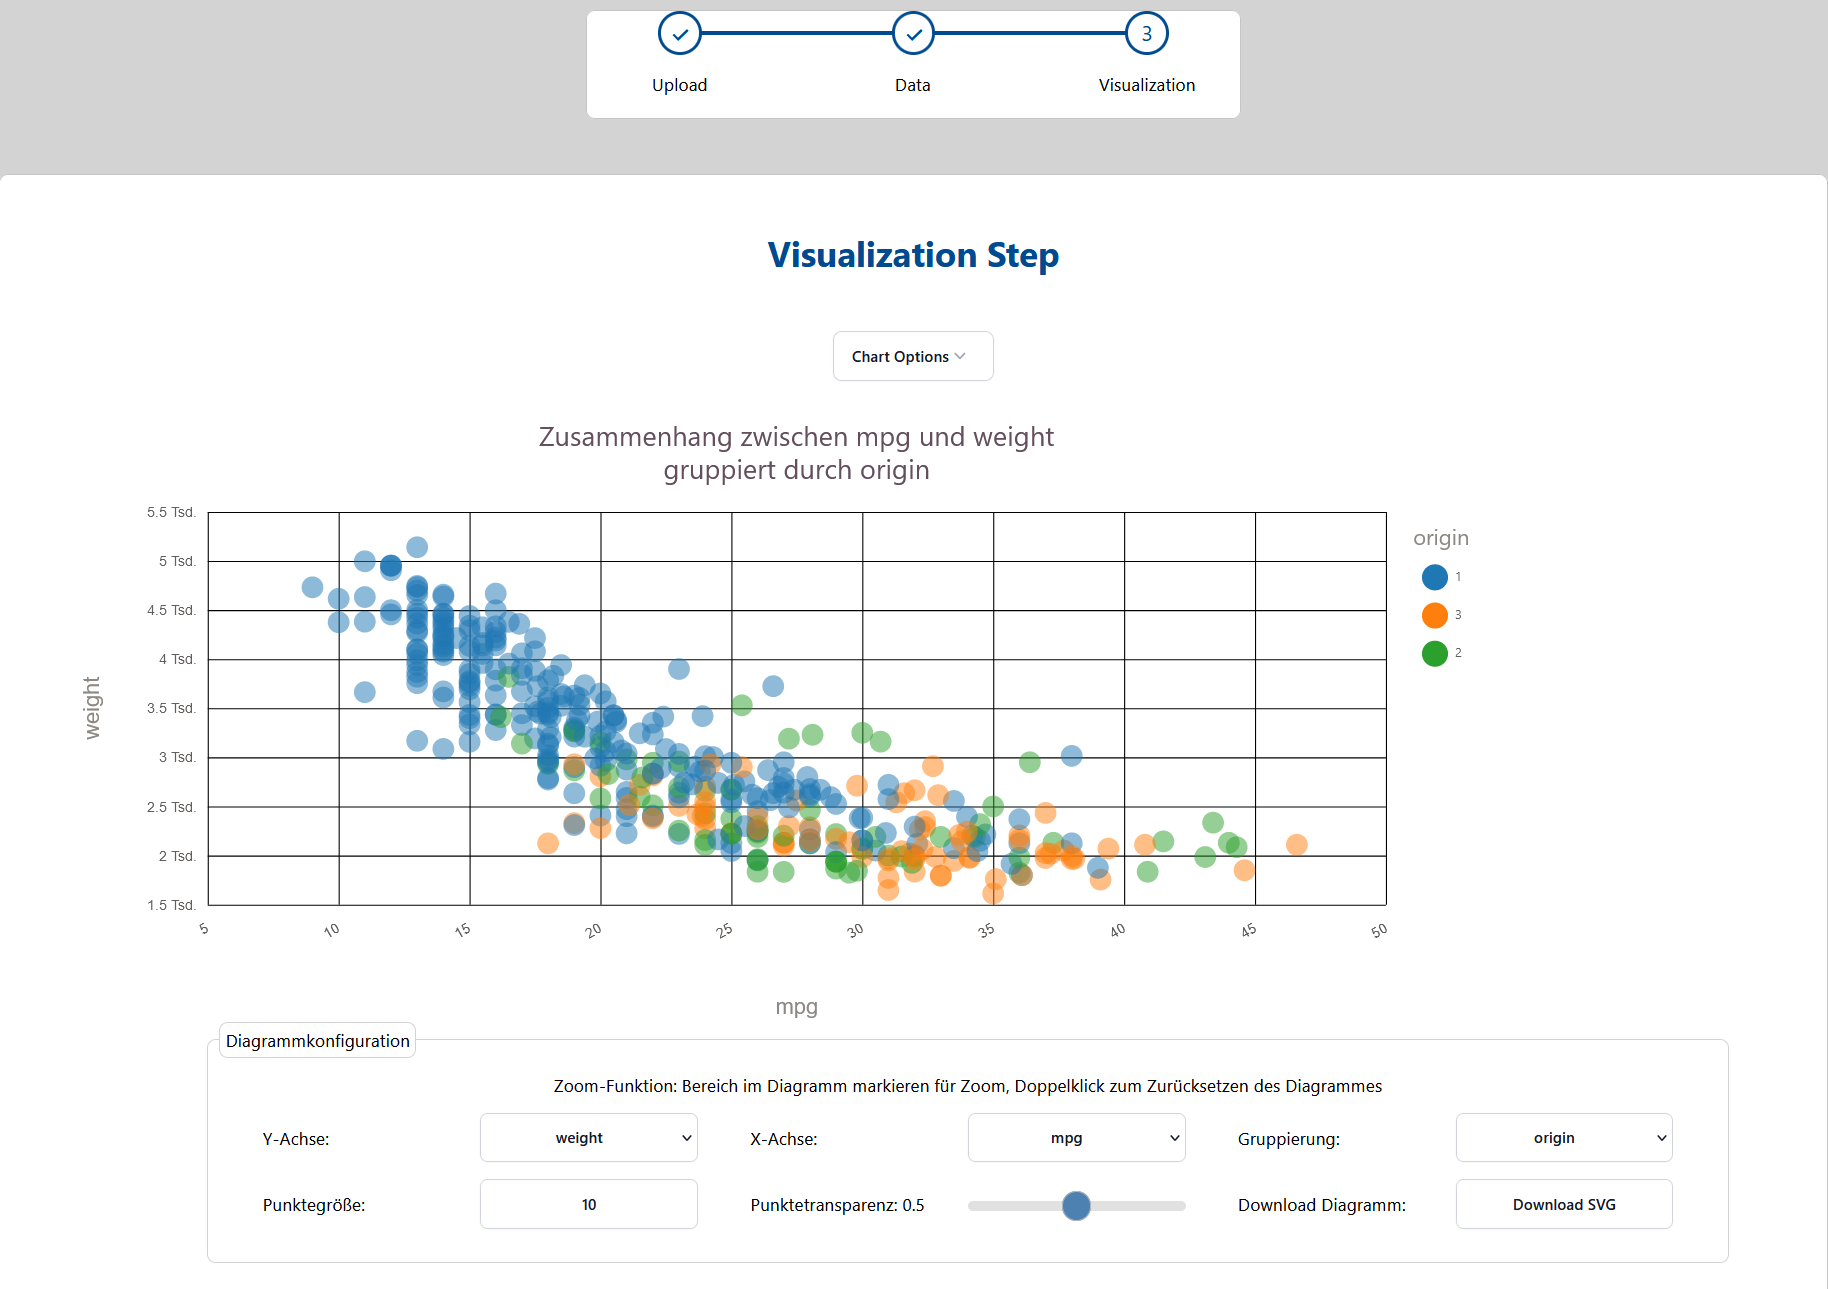 3
Upload
Data
Visualization
Visualization Step
Chart Options
Zusammenhang zwischen mpg und weight
gruppiert durch origin
5.5 Tsd.
5 Tsd.
4.5 Tsd.
4 Tsd.
3.5 Tsd.
3 Tsd.
2.5 Tsd.
2 Tsd.
1.5 Tsd.
weight
5 10 15 20 25 30 35 40 45 50
mpg
origin
1
3
2
Diagrammkonfiguration
Zoom-Funktion: Bereich im Diagramm markieren für Zoom, Doppelklick zum Zurücksetzen des Diagrammes
Y-Achse: weight X-Achse: mpg Gruppierung: origin
Punktegröße: 10 Punktetransparenz: 0.5 Download Diagramm: Download SVG